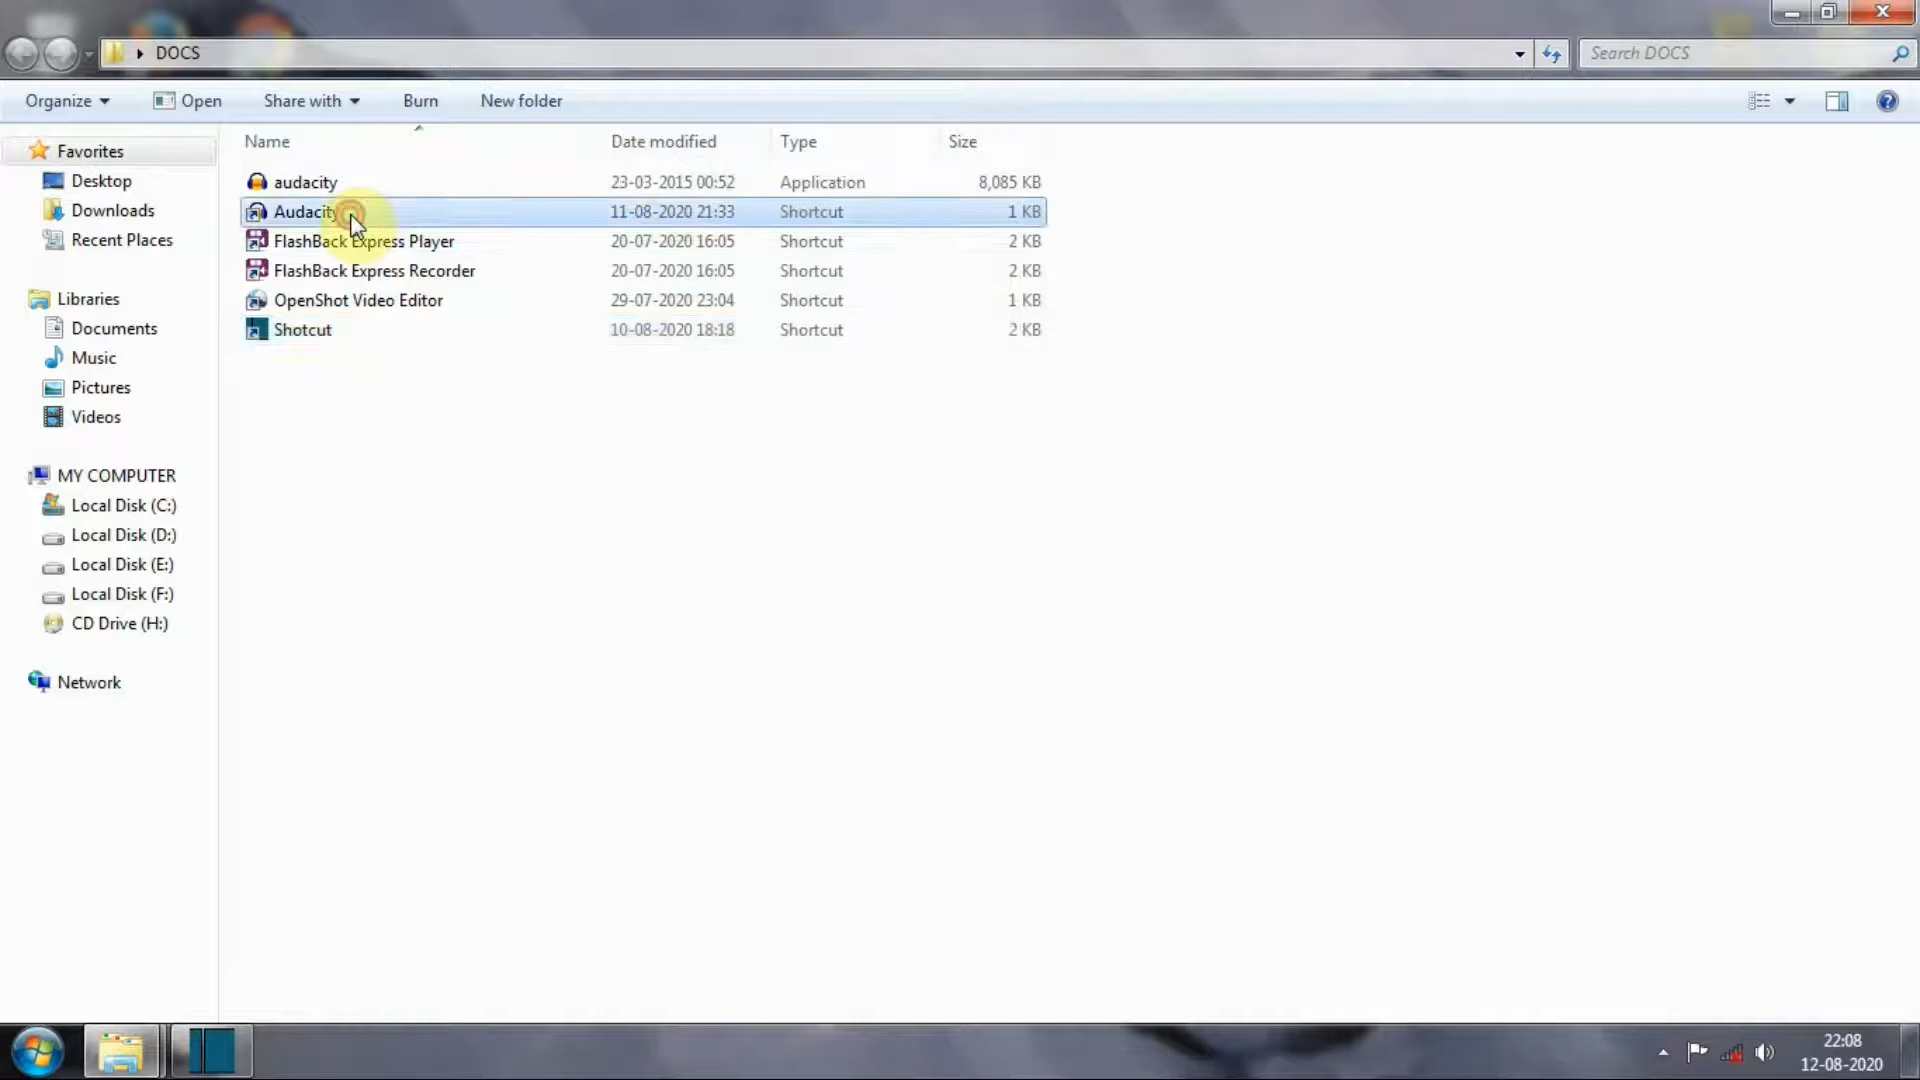 DOCS
Search DOCS
Organize
Open
Share with
Burn
New folder
Name Date modified Type Size
audacity 23-03-2015 00:52 Application 8,085 KB
Audacity 11-08-2020 21:33 Shortcut 1 KB
FlashBack Express Player 20-07-2020 16:05 Shortcut 2 KB
FlashBack Express Recorder 20-07-2020 16:05 Shortcut 2 KB
OpenShot Video Editor 29-07-2020 23:04 Shortcut 1 KB
Shotcut 10-08-2020 18:18 Shortcut 2 KB
Favorites
Desktop
Downloads
Recent Places
Libraries
Documents
Music
Pictures
Videos
MY COMPUTER
Local Disk (C:)
Local Disk (D:)
Local Disk (E:)
Local Disk (F:)
CD Drive (H:)
Network
22:08
12-08-2020